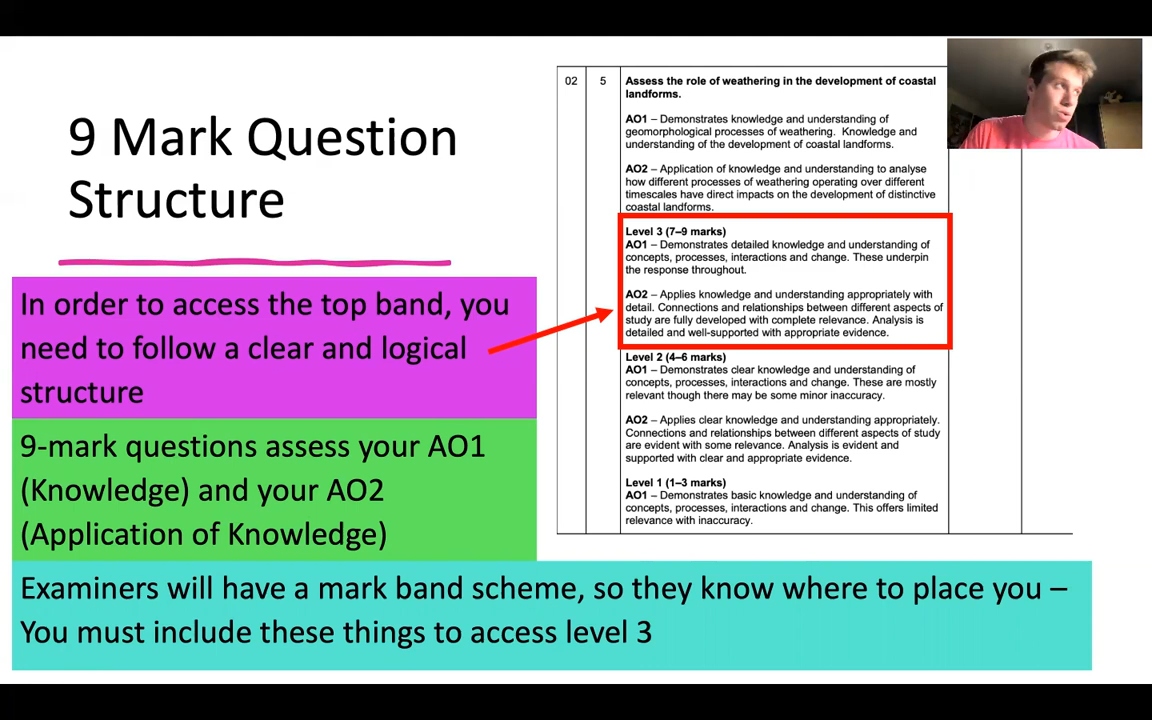 9 Mark Question
Structure
In order to access the top band, you
need to follow a clear and logical
structure
9-mark questions assess your AO1
(Knowledge) and your AO2
(Application of Knowledge)
Examiners will have a mark band scheme, so they know where to place you –
You must include these things to access level 3
02 5 Assess the role of weathering in the development of coastal
landforms.
AO1 – Demonstrates knowledge and understanding of
geomorphological processes of weathering. Knowledge and
understanding of the development of coastal landforms.
AO2 – Application of knowledge and understanding to analyse
how different processes of weathering operating over different
timescales have direct impacts on the development of distinctive
coastal landforms.
Level 3 (7–9 marks)
AO1 – Demonstrates detailed knowledge and understanding of
concepts, processes, interactions and change. These underpin
the response throughout.
AO2 – Applies knowledge and understanding appropriately with
detail. Connections and relationships between different aspects of
study are fully developed with complete relevance. Analysis is
detailed and well-supported with appropriate evidence.
Level 2 (4–6 marks)
AO1 – Demonstrates clear knowledge and understanding of
concepts, processes, interactions and change. These are mostly
relevant though there may be some minor inaccuracy.
AO2 – Applies clear knowledge and understanding appropriately.
Connections and relationships between different aspects of study
are evident with some relevance. Analysis is evident and
supported with clear and appropriate evidence.
Level 1 (1–3 marks)
AO1 – Demonstrates basic knowledge and understanding of
concepts, processes, interactions and change. This offers limited
relevance with inaccuracy.